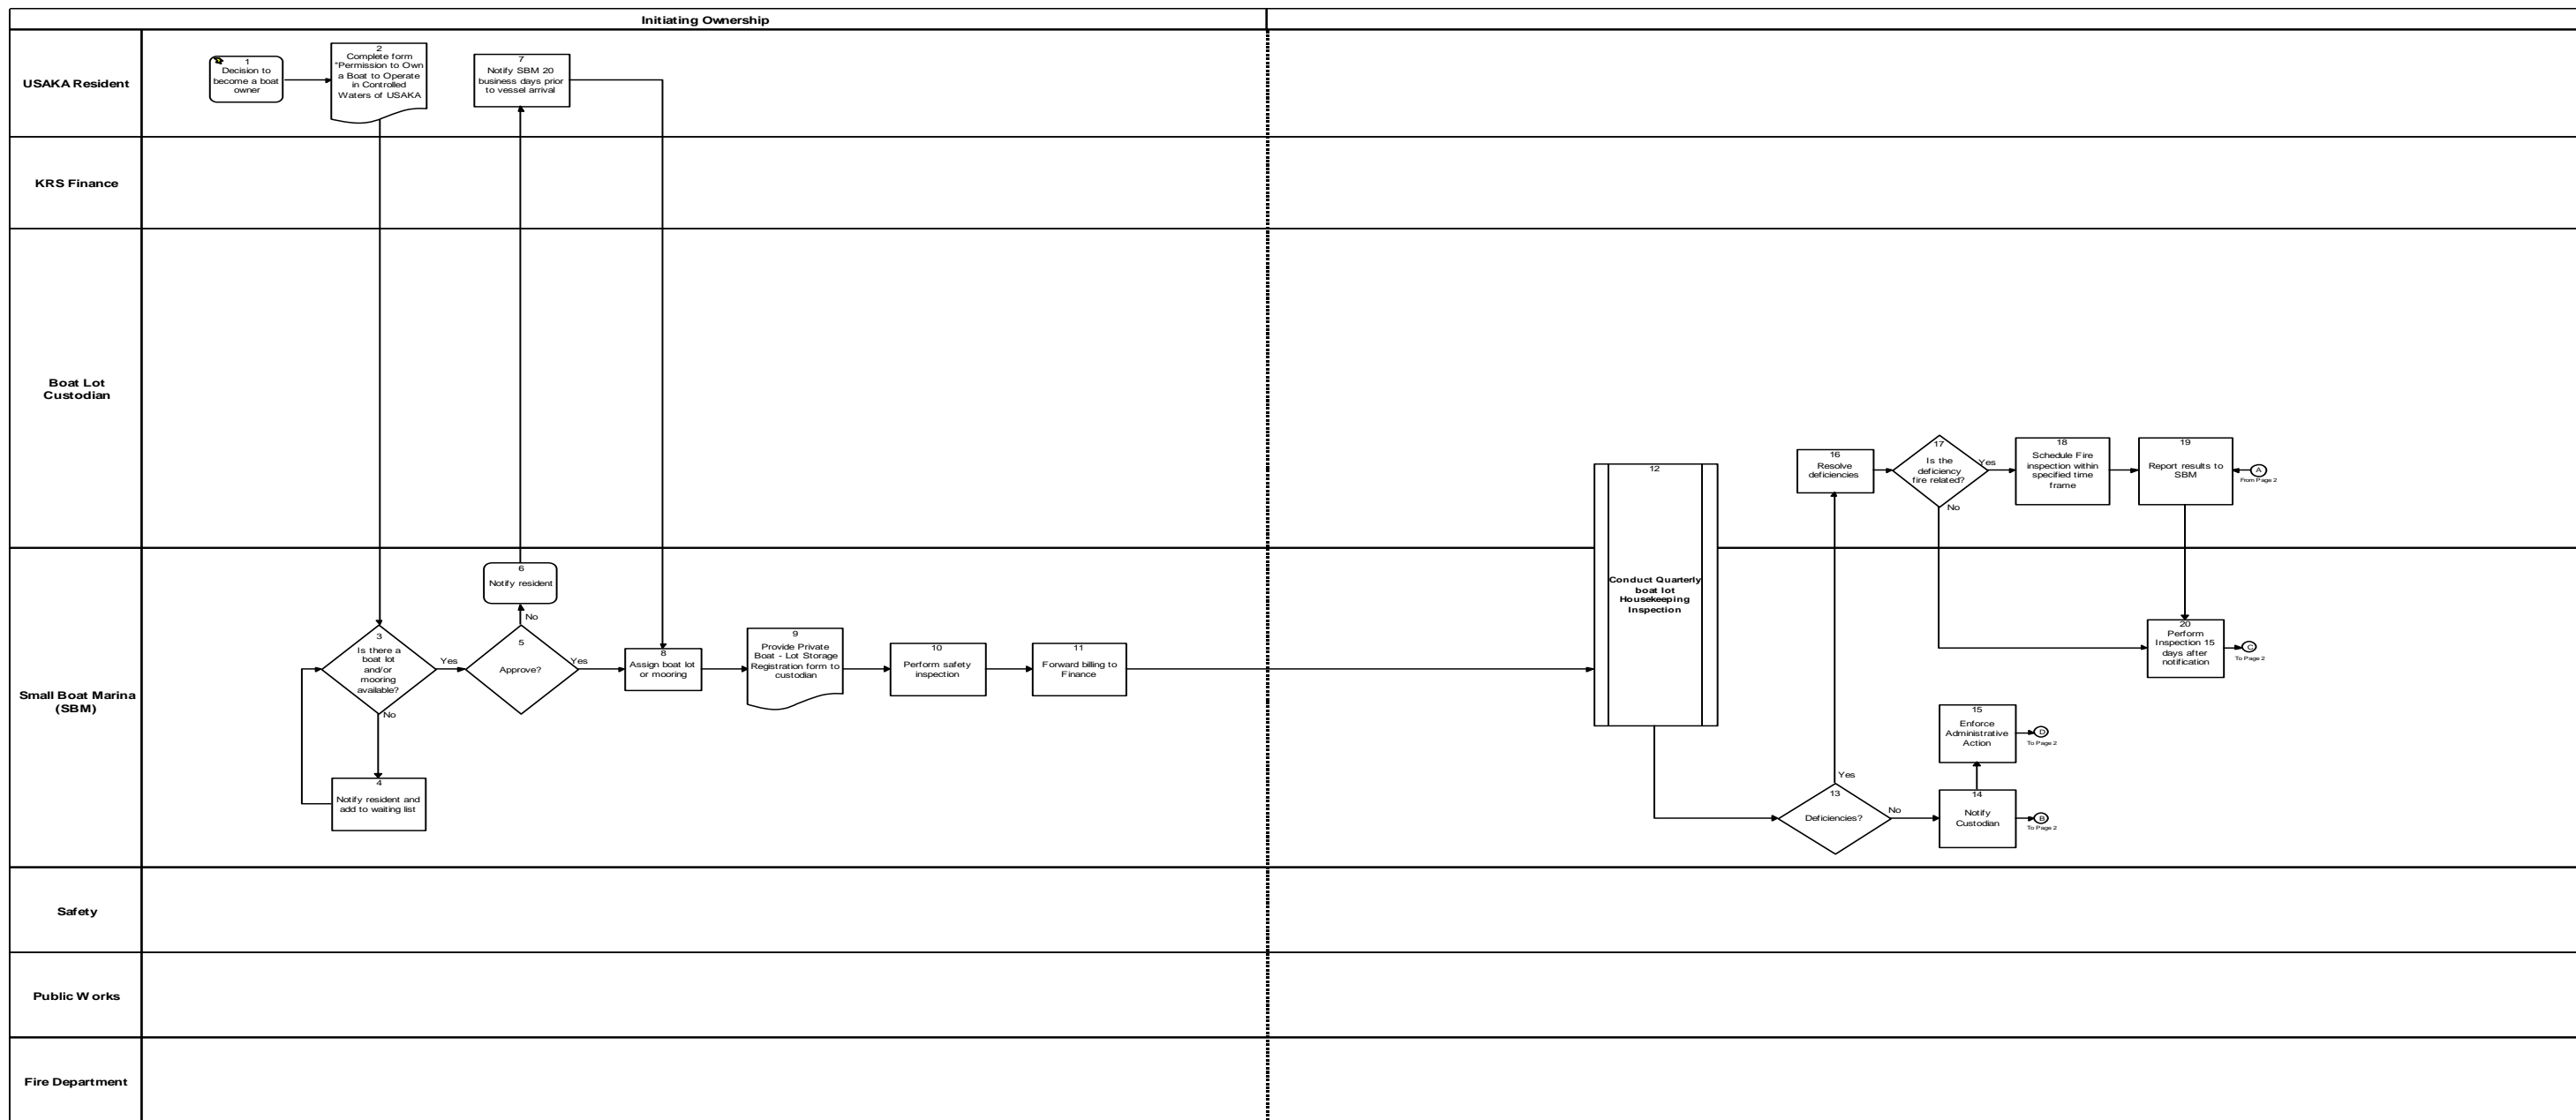 Initiating Ownership
USAKA Resident
1
Decision to
become a boat
owner
2
Complete form
"Permission to Own
a Boat to Operate
in Controlled
Waters of USAKA
7
Notify SBM 20
business days prior
to vessel arrival
KRS Finance
Boat Lot
Custodian
16
Resolve
deficiencies
17
Is the
deficiency
fire related?
Yes
No
18
Schedule Fire
inspection within
specified time
frame
19
Report results to
SBM
A
From Page 2
12
Conduct Quarterly
boat lot
Housekeeping
Inspection
Small Boat Marina
(SBM)
3
Is there a
boat lot
and/or
mooring
available?
Yes
No
4
Notify resident and
add to waiting list
5
Approve?
No
Yes
6
Notify resident
8
Assign boat lot
or mooring
9
Provide Private
Boat - Lot Storage
Registration form to
custodian
10
Perform safety
inspection
11
Forward billing to
Finance
13
Deficiencies?
Yes
No
14
Notify
Custodian
B
To Page 2
15
Enforce
Administrative
Action
D
To Page 2
20
Perform
Inspection 15
days after
notification
C
To Page 2
Safety
Public Works
Fire Department